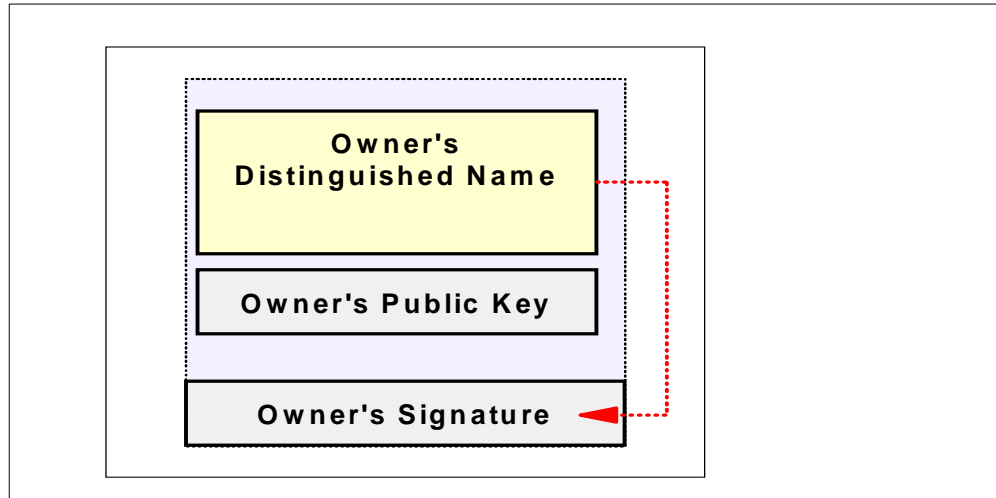 Owner's
Distinguished Name
Owner's Public Key
Owner's Signature